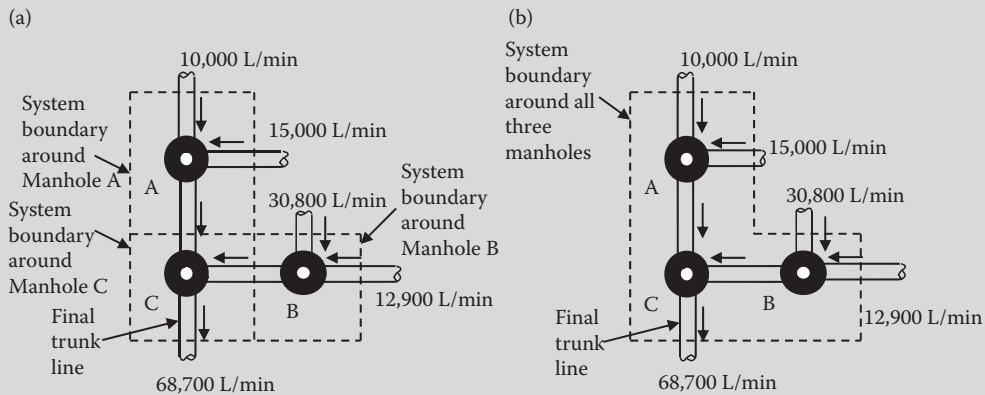 (a)
10,000 L/min
System
boundary
around
Manhole A
15,000 L/min
A
30,800 L/min
System
boundary
around
Manhole B
System
boundary
around
Manhole C
C
B
12,900 L/min
Final
trunk
line
68,700 L/min
(b)
System
boundary
around all
three
manholes
10,000 L/min
15,000 L/min
A
30,800 L/min
C
B
12,900 L/min
Final
trunk
line
68,700 L/min